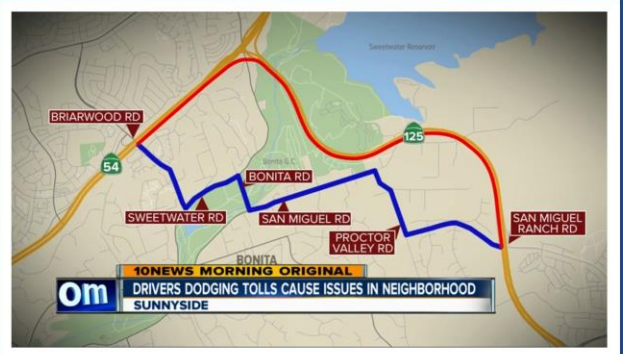 Sweetwater Reservoir
BRIARWOOD RD
125
54
Bonita G.C.
BONITA RD
SWEETWATER RD
SAN MIGUEL RD
SAN MIGUEL
RANCH RD
PROCTOR
VALLEY RD
BONITA
10NEWS MORNING ORIGINAL
Om
DRIVERS DODGING TOLLS CAUSE ISSUES IN NEIGHBORHOOD
SUNNYSIDE